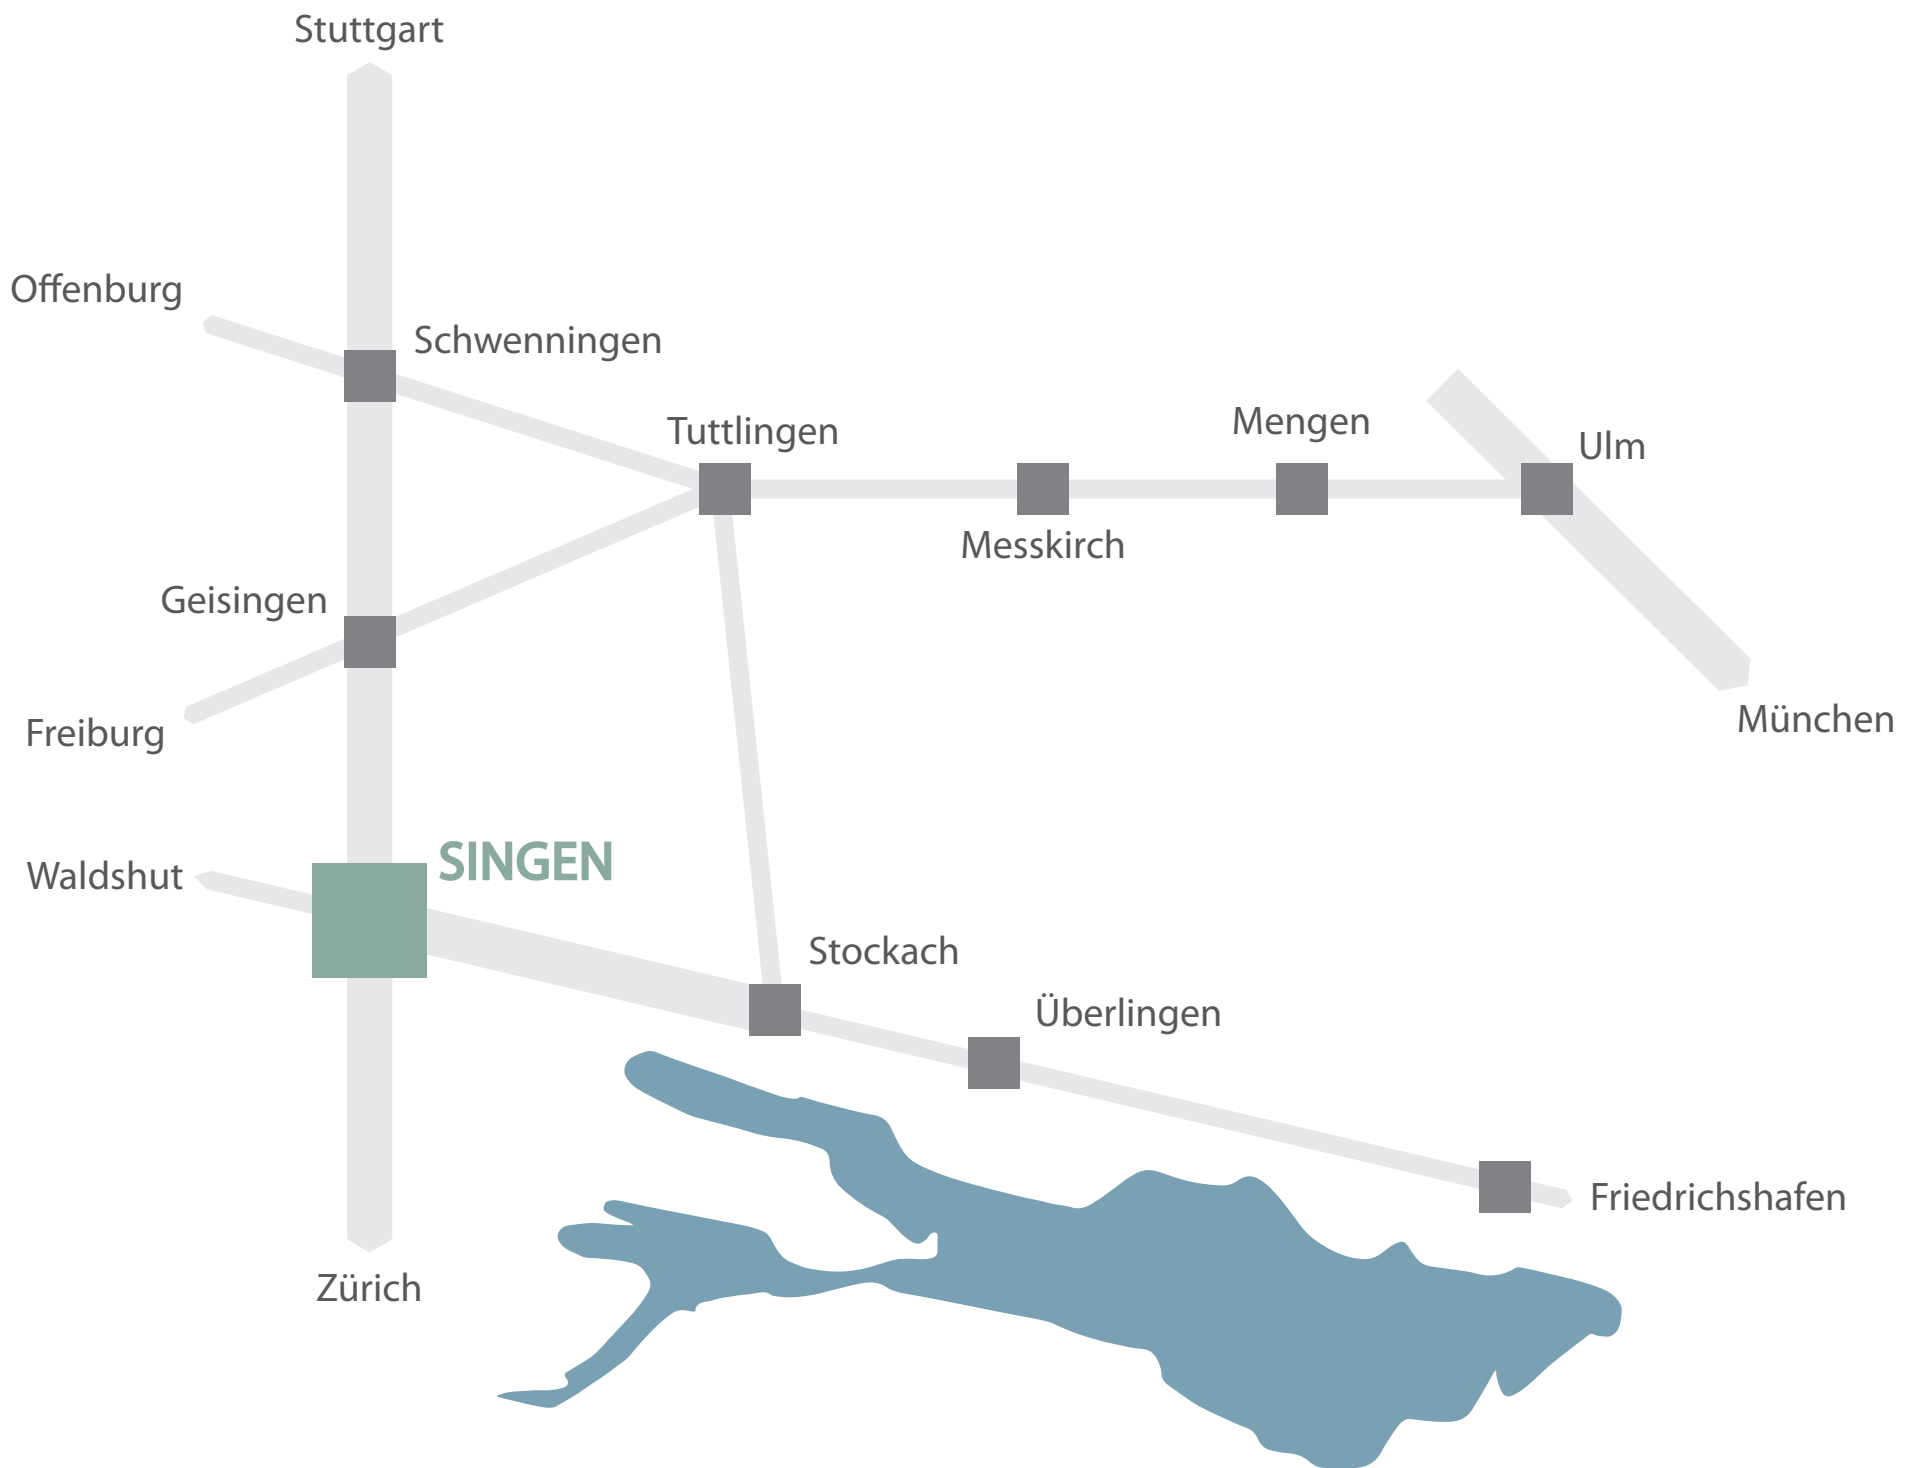 Stuttgart
Offenburg
Schwenningen
Tuttlingen
Mengen
Ulm
Messkirch
Geisingen
Freiburg
München
SINGEN
Waldshut
Stockach
Überlingen
Friedrichshafen
Zürich